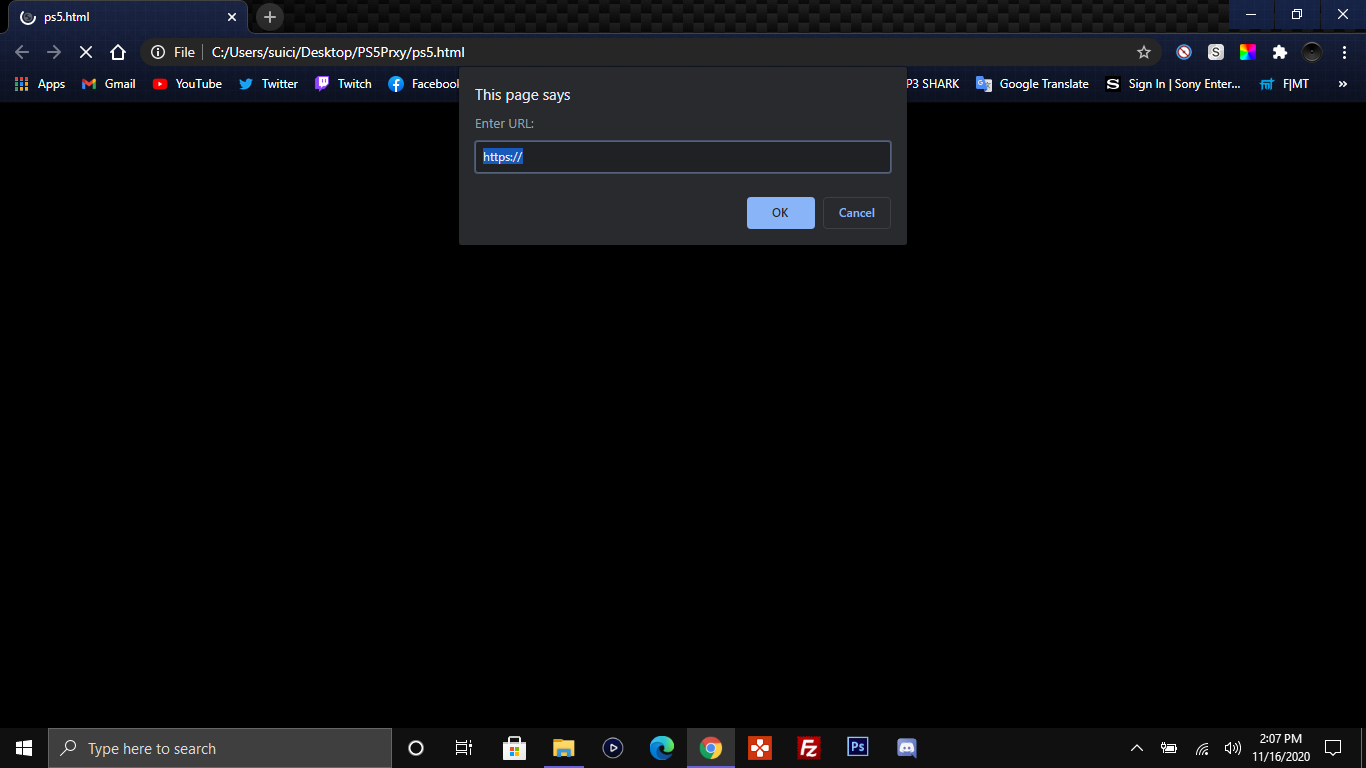 ps5.html
File
C:/Users/suici/Desktop/PS5Prxy/ps5.html
S
Apps Gmail YouTube Twitter Twitch Facebook P3 SHARK Google Translate S Sign In | Sony Enter... F|MT »
This page says
Enter URL:
https://
OK Cancel
Type here to search
Fz
Ps
2:07 PM
11/16/2020